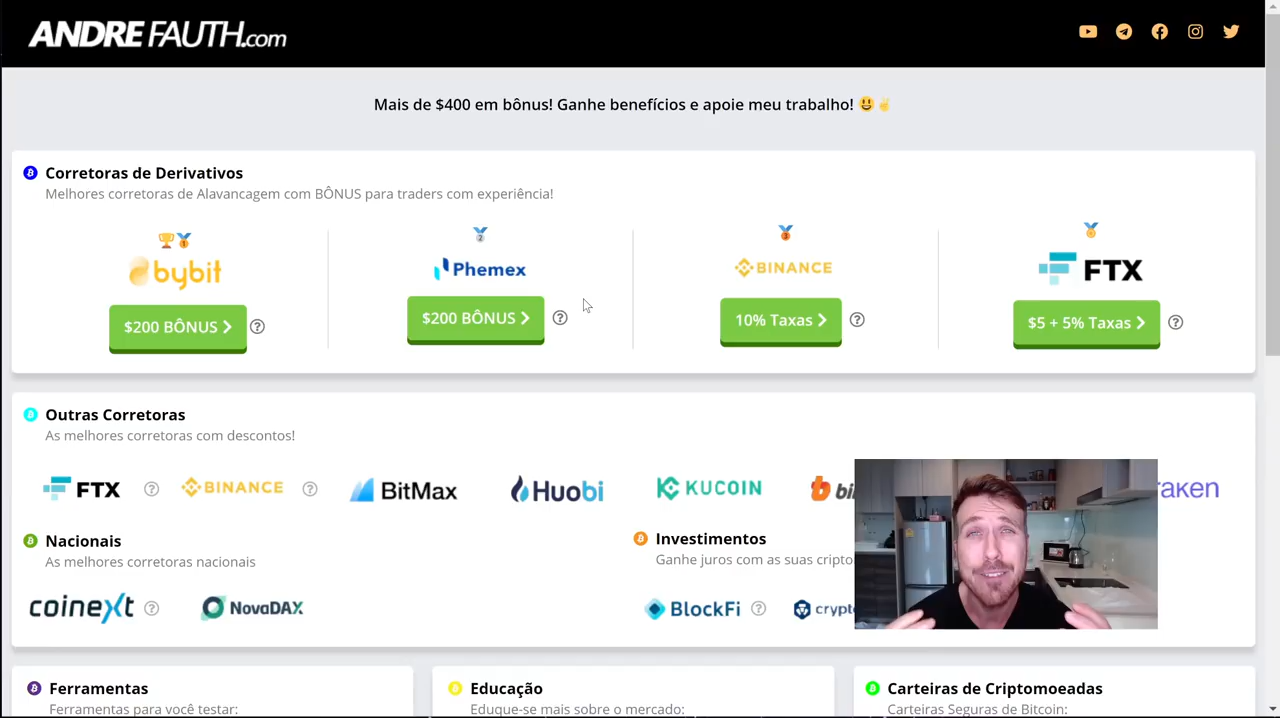 ANDRE FAUTH.com
Mais de $400 em bônus! Ganhe benefícios e apoie meu trabalho! 😃✌
Corretoras de Derivativos
Melhores corretoras de Alavancagem com BÔNUS para traders com experiência!
bybit
Phemex
BINANCE
FTX
$200 BÔNUS
$200 BÔNUS
10% Taxas
$5 + 5% Taxas
Outras Corretoras
As melhores corretoras com descontos!
FTX
BINANCE
BitMax
Huobi
KUCOIN
Nacionais
As melhores corretoras nacionais
coinext
NovaDAX
Investimentos
Ganhe juros com as suas cripto
BlockFi
crypto
Ferramentas
Ferramentas para você testar:
Educação
Eduque-se mais sobre o mercado:
Carteiras de Criptomoedas
Carteiras Seguras de Bitcoin: